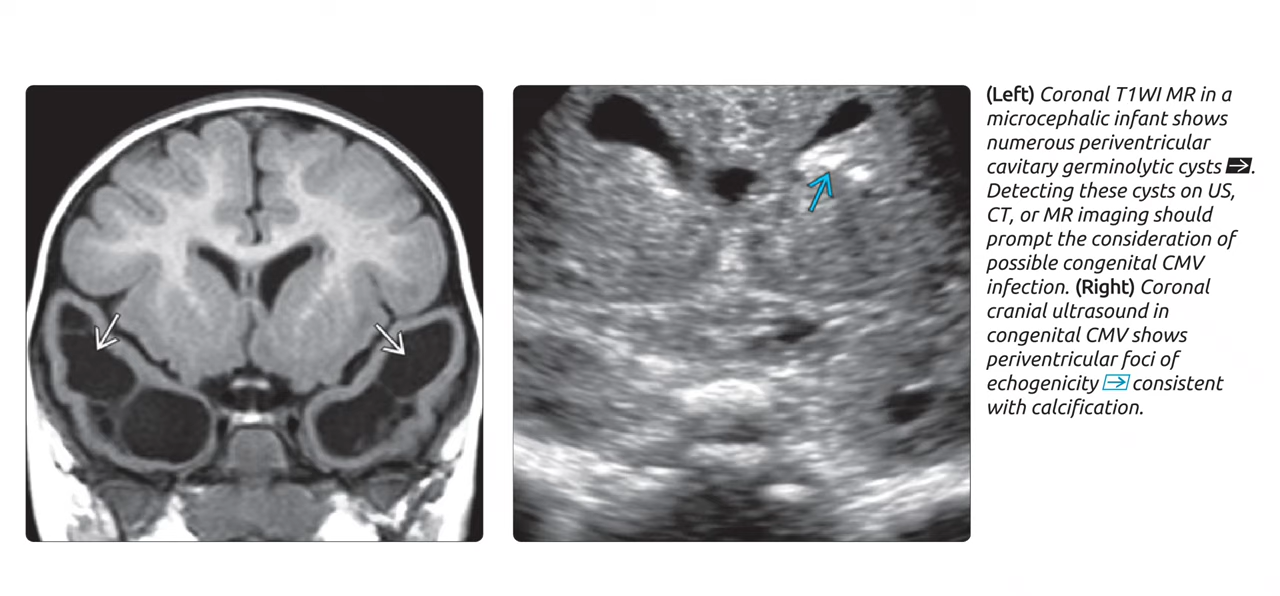 (Left) Coronal T1WI MR in a
microcephalic infant shows
numerous periventricular
cavitary germinolytic cysts ➡.
Detecting these cysts on US,
CT, or MR imaging should
prompt the consideration of
possible congenital CMV
infection. (Right) Coronal
cranial ultrasound in
congenital CMV shows
periventricular foci of
echogenicity ➡ consistent
with calcification.